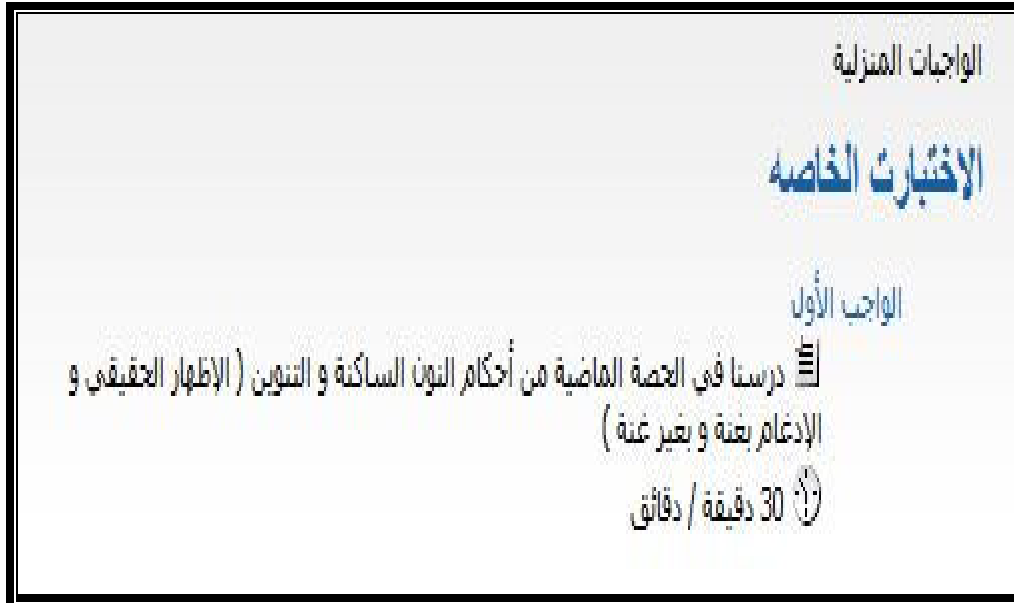 الواجبات المنزلية
الاختبارت الخاصه
الواجب الأول
درسنا في الحصة الماضية من أحكام النون الساكنة و التنوين ( الإظهار الحقيقي و
الإدغام بغنة و بغير غنة )
30 دقيقة / دقائق